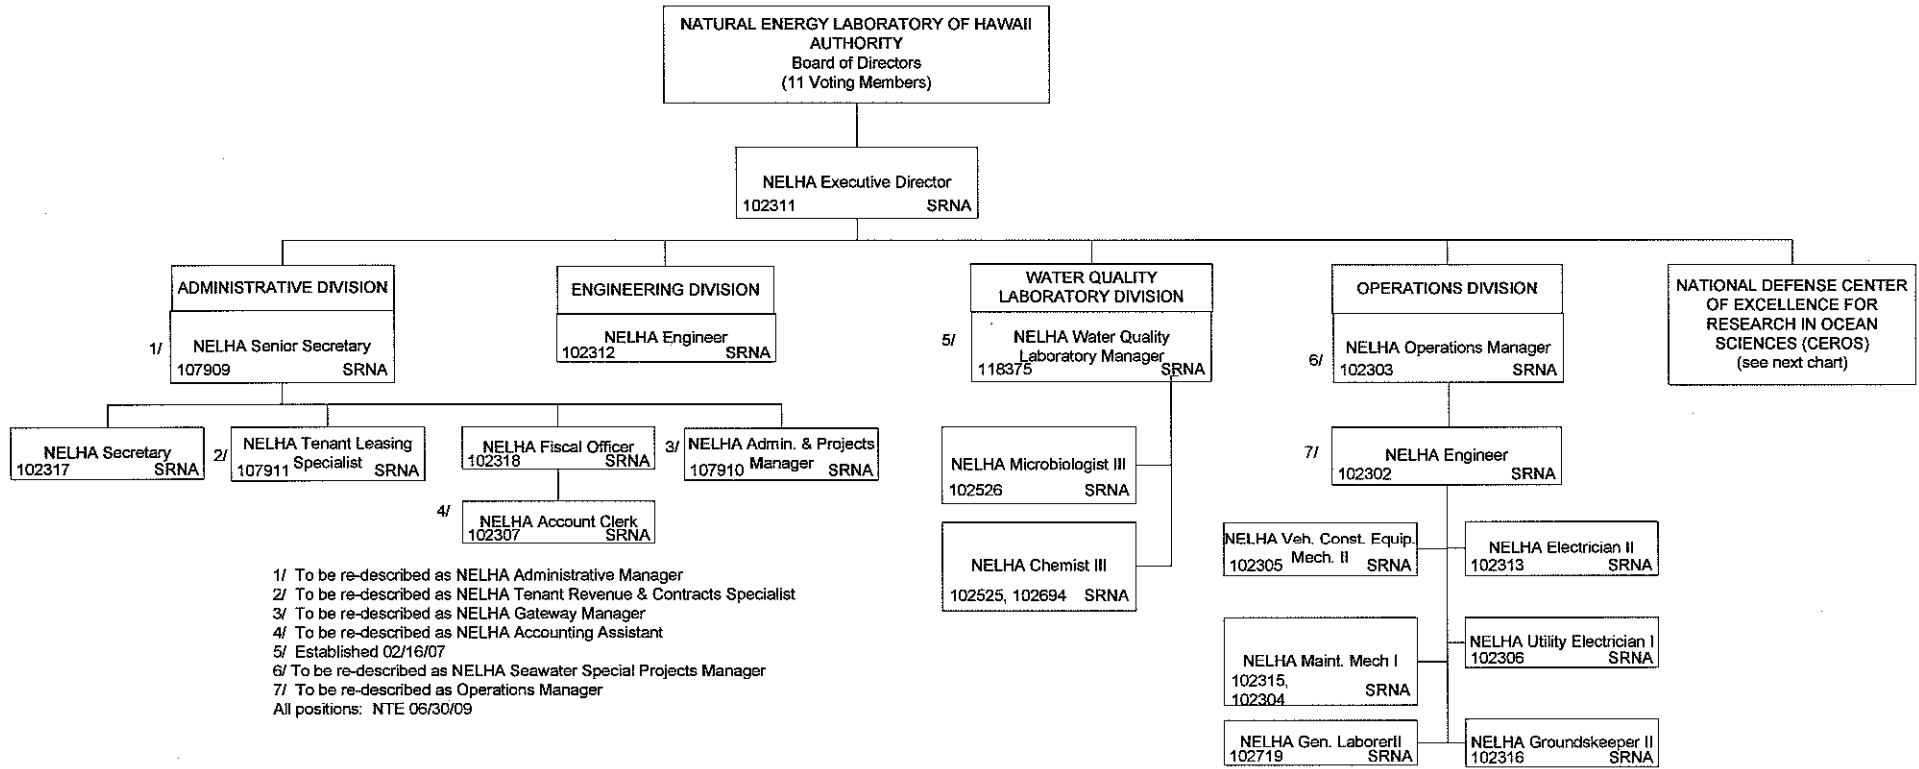 NATURAL ENERGY LABORATORY OF HAWAII
AUTHORITY
Board of Directors
(11 Voting Members)
NELHA Executive Director
102311 SRNA
ADMINISTRATIVE DIVISION
1/ NELHA Senior Secretary
107909 SRNA
NELHA Secretary
102317 SRNA
2/ NELHA Tenant Leasing
Specialist
107911 SRNA
NELHA Fiscal Officer
102318 SRNA
4/ NELHA Account Clerk
102307 SRNA
3/ NELHA Admin. & Projects
Manager
107910 SRNA
ENGINEERING DIVISION
NELHA Engineer
102312 SRNA
WATER QUALITY
LABORATORY DIVISION
5/ NELHA Water Quality
Laboratory Manager
118375 SRNA
NELHA Microbiologist III
102526 SRNA
NELHA Chemist III
102525, 102694 SRNA
OPERATIONS DIVISION
6/ NELHA Operations Manager
102303 SRNA
7/ NELHA Engineer
102302 SRNA
NELHA Veh. Const. Equip.
Mech. II
102305 SRNA
NELHA Electrician II
102313 SRNA
NELHA Maint. Mech I
102315,
102304 SRNA
NELHA Utility Electrician I
102306 SRNA
NELHA Gen. LaborerII
102719 SRNA
NELHA Groundskeeper II
102316 SRNA
NATIONAL DEFENSE CENTER
OF EXCELLENCE FOR
RESEARCH IN OCEAN
SCIENCES (CEROS)
(see next chart)
1/ To be re-described as NELHA Administrative Manager
2/ To be re-described as NELHA Tenant Revenue & Contracts Specialist
3/ To be re-described as NELHA Gateway Manager
4/ To be re-described as NELHA Accounting Assistant
5/ Established 02/16/07
6/ To be re-described as NELHA Seawater Special Projects Manager
7/ To be re-described as Operations Manager
All positions: NTE 06/30/09